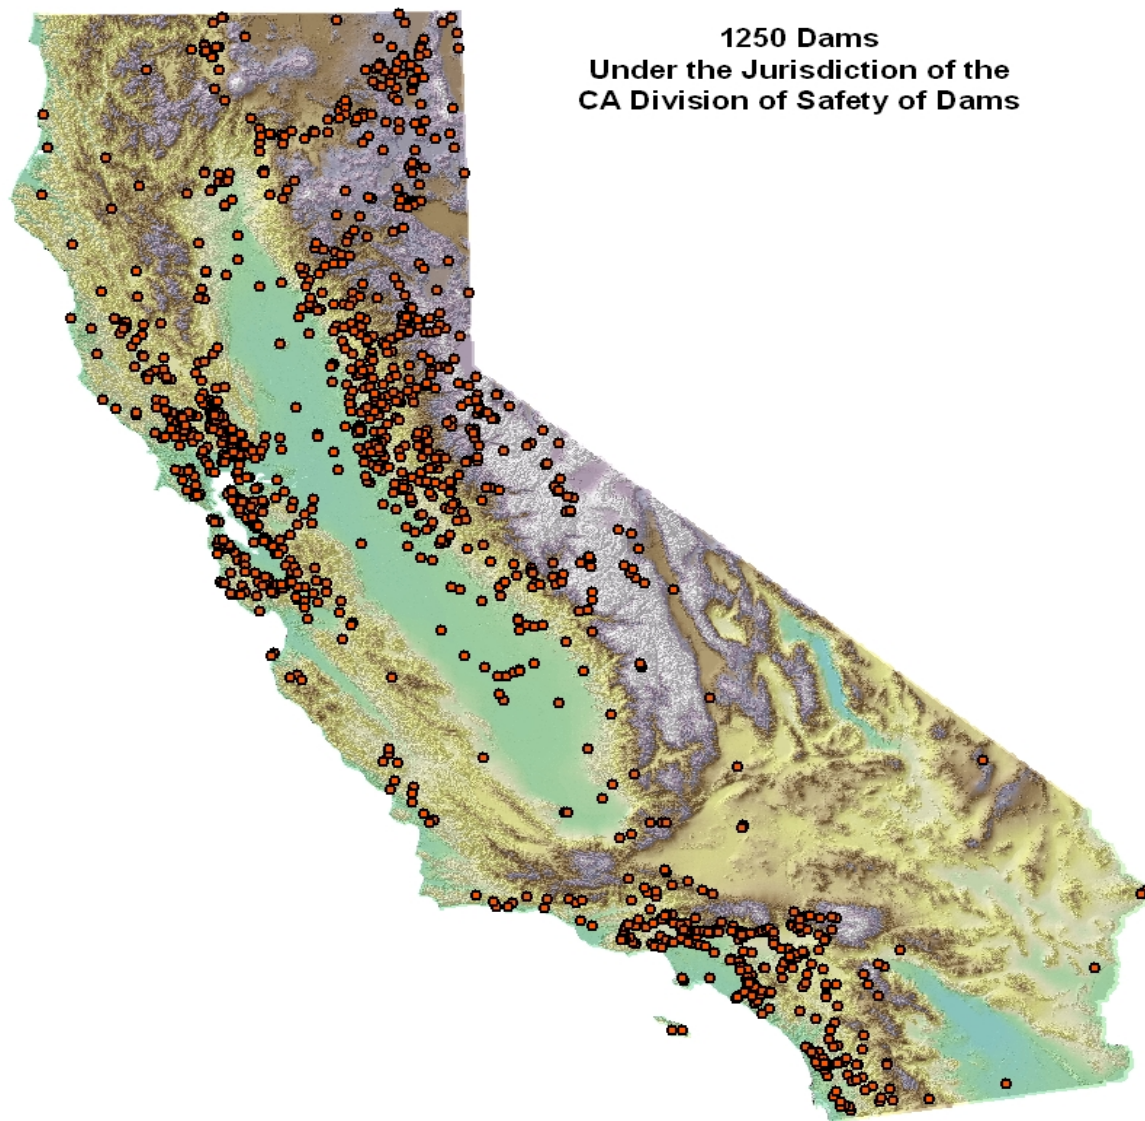 1250 Dams
Under the Jurisdiction of the
CA Division of Safety of Dams